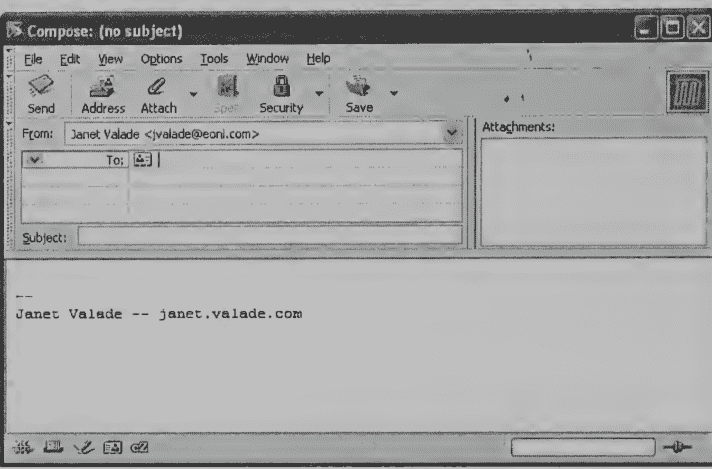 Compose: (no subject)
File Edit View Options Tools Window Help
Send Address Attach Spell Security Save
From: Janet Valade <jvalade@eoni.com>
Attachments:
To:
Subject:
--
Janet Valade -- janet.valade.com